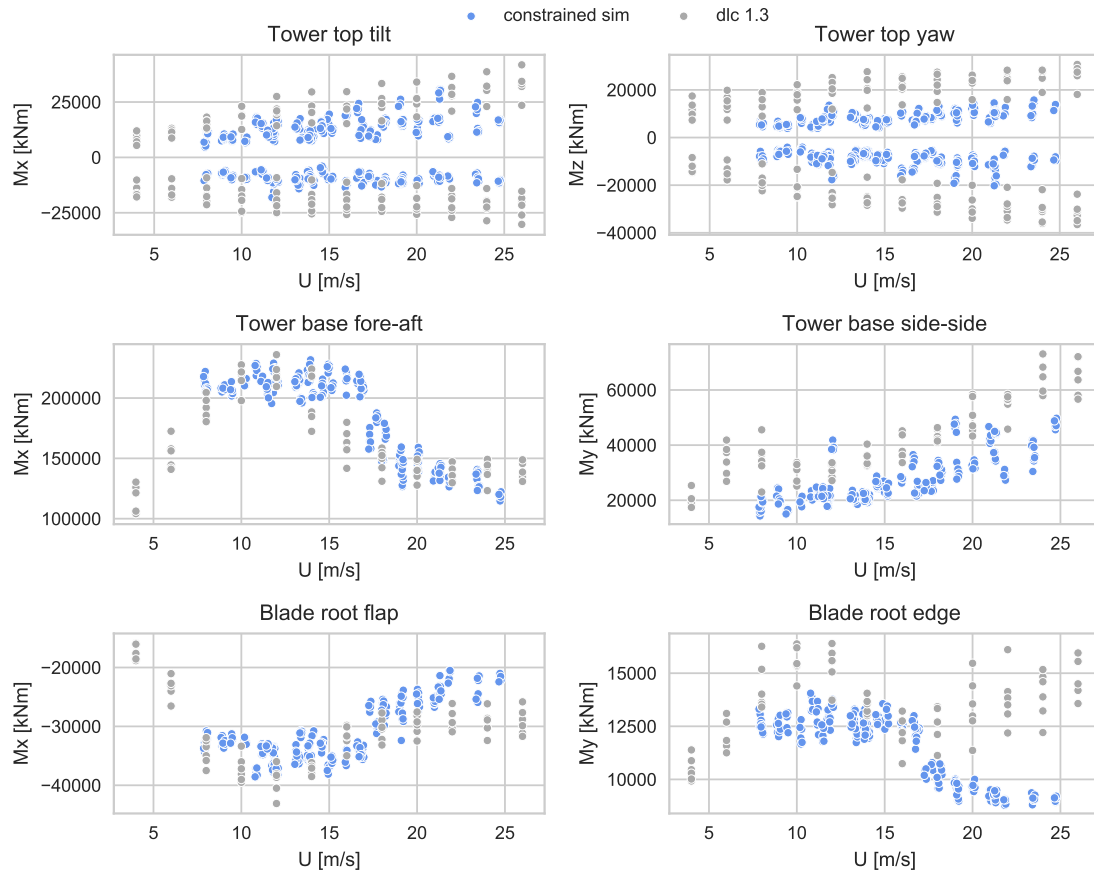 constrained sim dlc 1.3
Tower top tilt Tower top yaw
25000
0
−25000
Mx [kNm]
5 10 15 20 25
U [m/s]
20000
0
−20000
−40000
Mz [kNm]
5 10 15 20 25
U [m/s]
Tower base fore-aft Tower base side-side
200000
150000
100000
Mx [kNm]
5 10 15 20 25
U [m/s]
60000
40000
20000
My [kNm]
5 10 15 20 25
U [m/s]
Blade root flap Blade root edge
−20000
−30000
−40000
Mx [kNm]
5 10 15 20 25
U [m/s]
15000
12500
10000
My [kNm]
5 10 15 20 25
U [m/s]